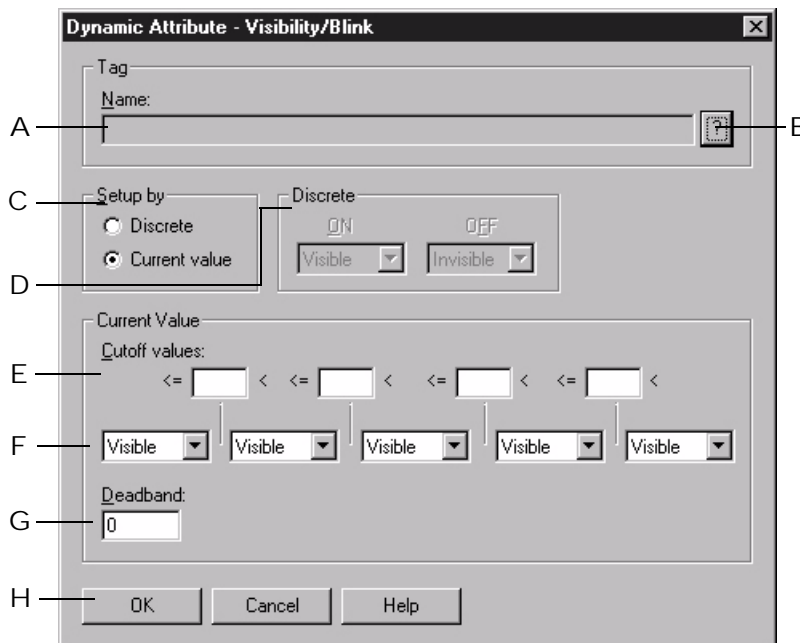 Dynamic Attribute - Visibility/Blink
Tag
Name:
A
?
Setup by
Discrete
C
Discrete
ON
OFF
Current value
Visible
Invisible
D
Current Value
Cutoff values:
E
<= < <= < <= < <= <
F
Visible Visible Visible Visible Visible
Deadband:
G
0
H
OK Cancel Help